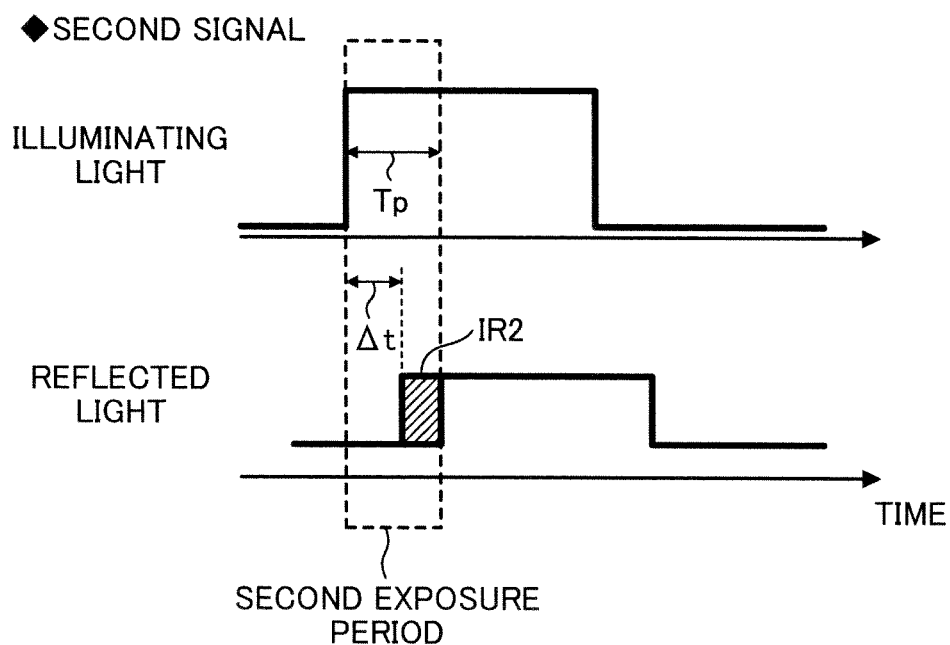 ◆SECOND SIGNAL
ILLUMINATING
LIGHT
Tp
Δt
IR2
REFLECTED
LIGHT
TIME
SECOND EXPOSURE
PERIOD